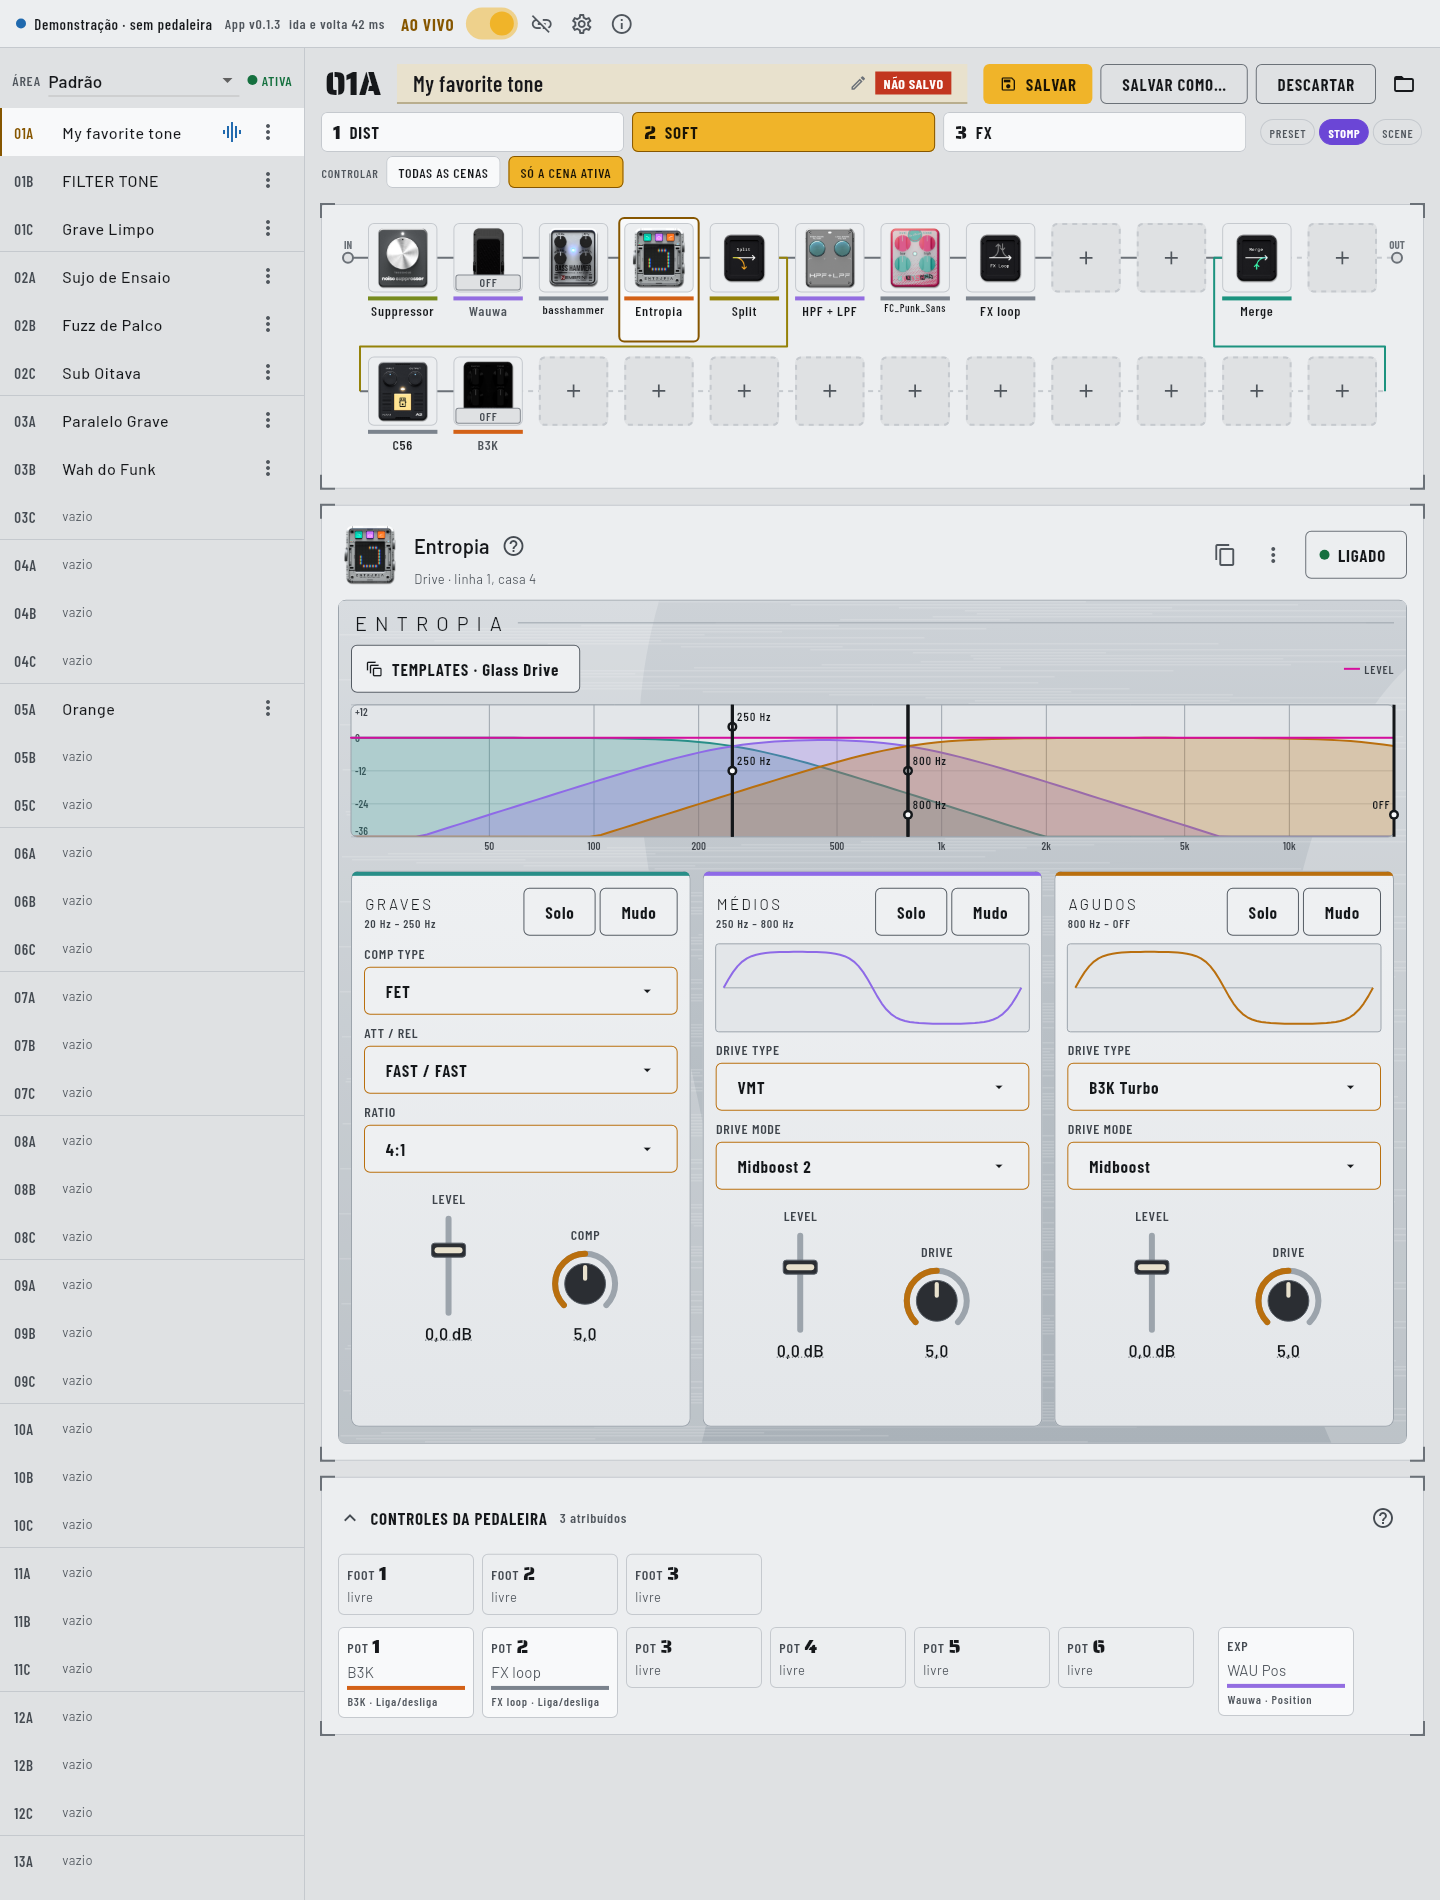 Demonstração · sem pedaleira App v0.1.3 ida e volta 42 ms AO VIVO
ÁREA Padrão ATIVA
01A My favorite tone
01B FILTER TONE
01C Grave Limpo
02A Sujo de Ensaio
02B Fuzz de Palco
02C Sub Oitava
03A Paralelo Grave
03B Wah do Funk
03C vazio
04A vazio
04B vazio
04C vazio
05A Orange
05B vazio
05C vazio
06A vazio
06B vazio
06C vazio
07A vazio
07B vazio
07C vazio
08A vazio
08B vazio
08C vazio
09A vazio
09B vazio
09C vazio
10A vazio
10B vazio
10C vazio
11A vazio
11B vazio
11C vazio
12A vazio
12B vazio
12C vazio
13A vazio
01A My favorite tone NÃO SALVO SALVAR SALVAR COMO... DESCARTAR
1 DIST 2 SOFT 3 FX PRESET STOMP SCENE
CONTROLAR TODAS AS CENAS SÓ A CENA ATIVA
IN OUT
OFF Split HPF+LPF FX Loop Merge
Suppressor Wauwa basshammer Entropia Split HPF + LPF FC_Punk_Sans FX loop Merge
OFF
C56 B3K
Entropia
Drive · linha 1, casa 4
LIGADO
ENTROPIA
TEMPLATES · Glass Drive
LEVEL
+12
0
-12
-24
-36
250 Hz
250 Hz 800 Hz
800 Hz OFF
50 100 200 500 1k 2k 5k 10k
GRAVES
20 Hz – 250 Hz
Solo Mudo
COMP TYPE
FET
ATT / REL
FAST / FAST
RATIO
4:1
LEVEL
COMP
0,0 dB 5,0
MÉDIOS
250 Hz – 800 Hz
Solo Mudo
DRIVE TYPE
VMT
DRIVE MODE
Midboost 2
LEVEL
DRIVE
0,0 dB 5,0
AGUDOS
800 Hz – OFF
Solo Mudo
DRIVE TYPE
B3K Turbo
DRIVE MODE
Midboost
LEVEL
DRIVE
0,0 dB 5,0
CONTROLES DA PEDALEIRA 3 atribuídos
FOOT 1
livre
FOOT 2
livre
FOOT 3
livre
POT 1
B3K
B3K · Liga/desliga
POT 2
FX loop
FX loop · Liga/desliga
POT 3
livre
POT 4
livre
POT 5
livre
POT 6
livre
EXP
WAU Pos
Wauwa · Position